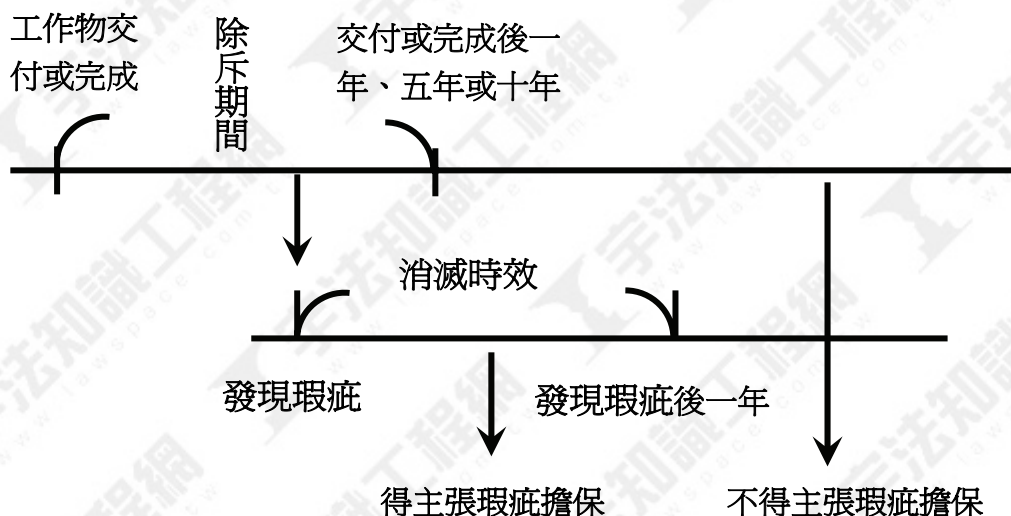 工作物交
付或完成
除斥期間
交付或完成後一
年、五年或十年
消滅時效
發現瑕疵
發現瑕疵後一年
得主張瑕疵擔保
不得主張瑕疵擔保